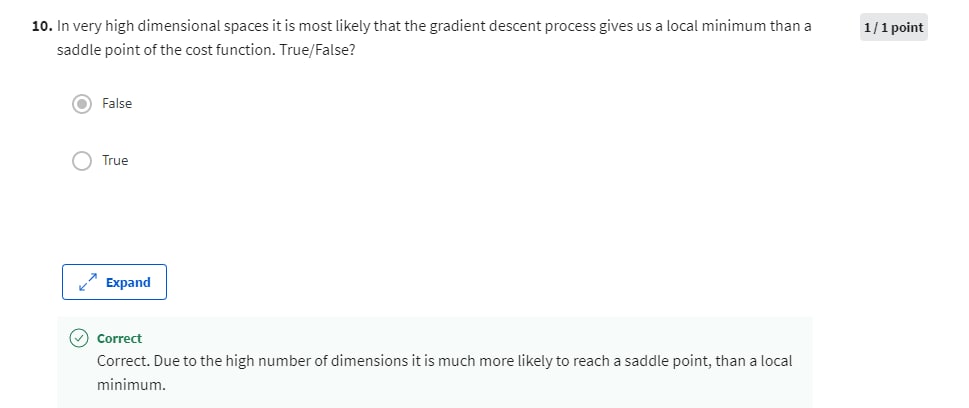 10. In very high dimensional spaces it is most likely that the gradient descent process gives us a local minimum than a
1 / 1 point
saddle point of the cost function. True/False?
False
True
Expand
Correct
Correct. Due to the high number of dimensions it is much more likely to reach a saddle point, than a local
minimum.